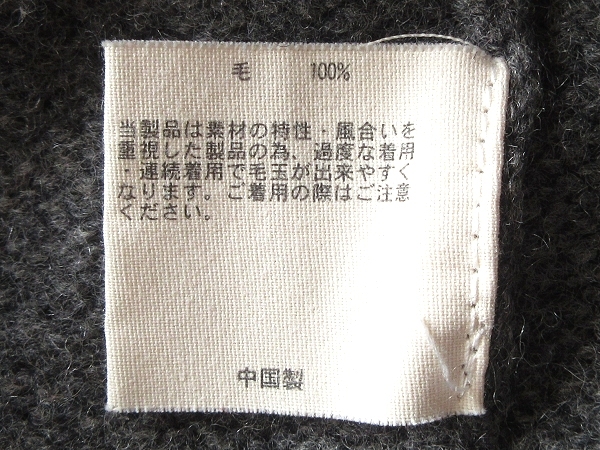 毛 100%
当製品は素材の特性・風合いを
重視した製品の為、過度な着用
・連続着用で毛玉が出来やすく
なります。ご着用の際はご注意
ください。
中国製